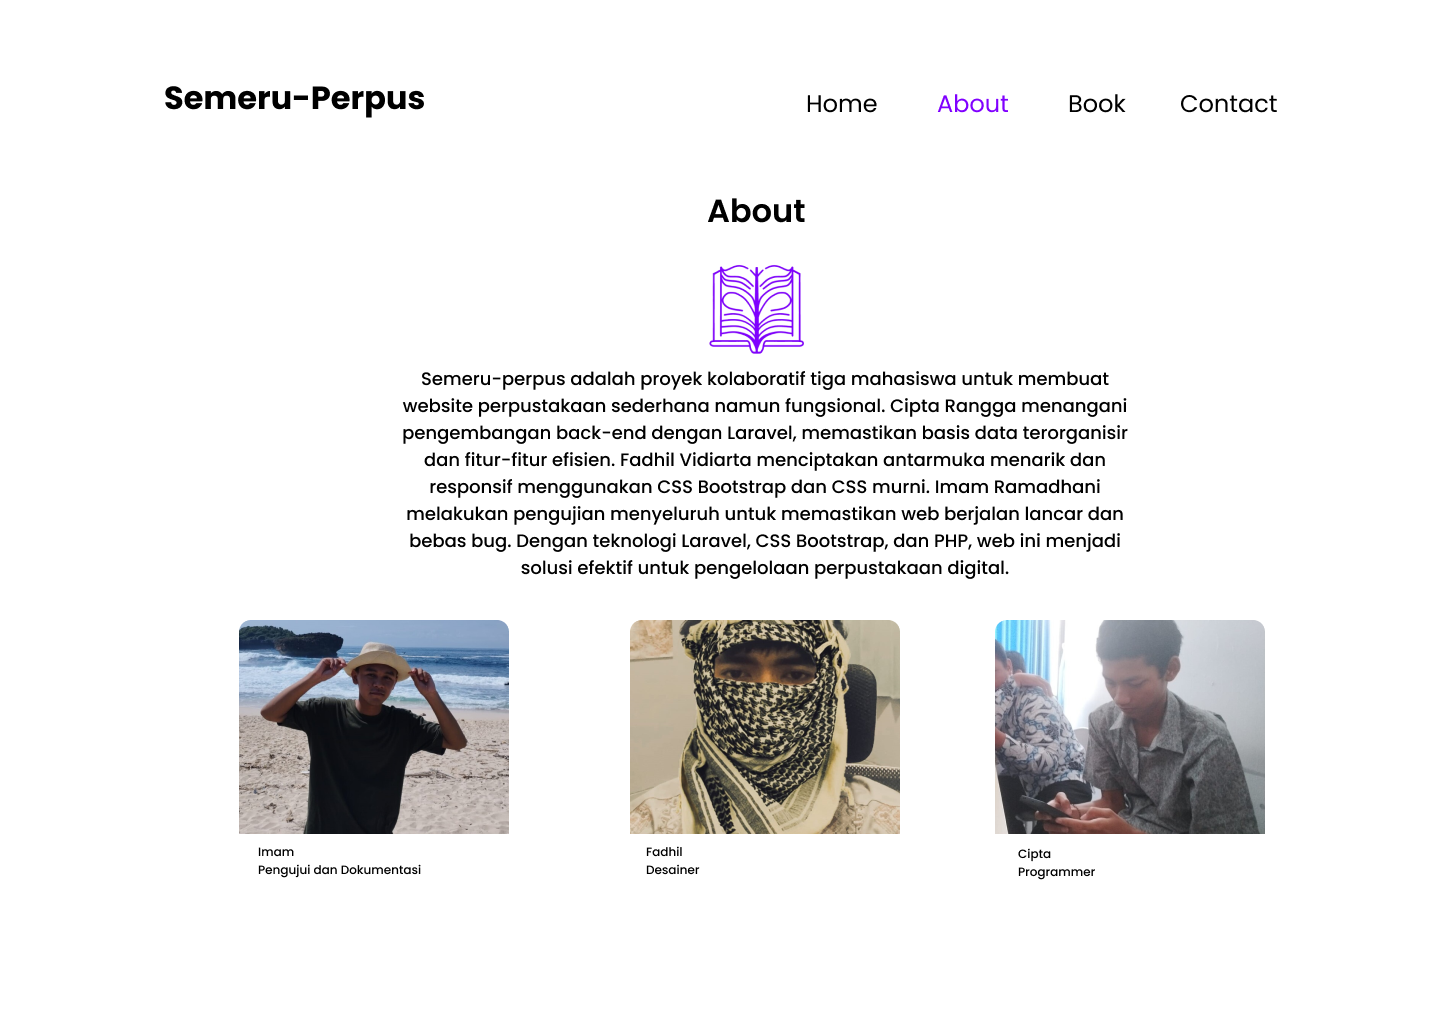 Semeru-Perpus
Home About Book Contact
About
Semeru-perpus adalah proyek kolaboratif tiga mahasiswa untuk membuat
website perpustakaan sederhana namun fungsional. Cipta Rangga menangani
pengembangan back-end dengan Laravel, memastikan basis data terorganisir
dan fitur-fitur efisien. Fadhil Vidiarta menciptakan antarmuka menarik dan
responsif menggunakan CSS Bootstrap dan CSS murni. Imam Ramadhani
melakukan pengujian menyeluruh untuk memastikan web berjalan lancar dan
bebas bug. Dengan teknologi Laravel, CSS Bootstrap, dan PHP, web ini menjadi
solusi efektif untuk pengelolaan perpustakaan digital.
Imam
Pengujui dan Dokumentasi
Fadhil
Desainer
Cipta
Programmer